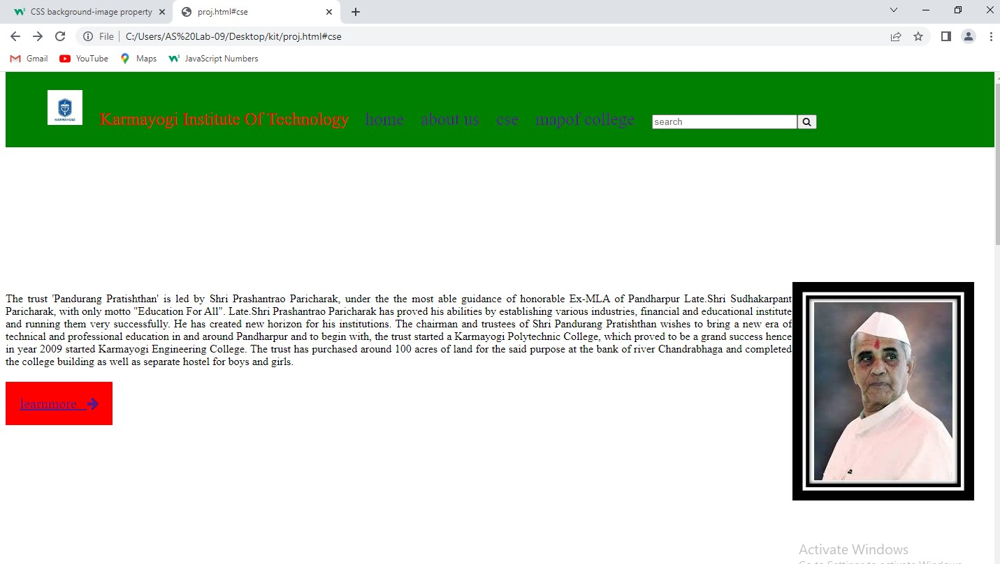 CSS background-image property
proj.html#cse
File
C:/Users/AS%20Lab-09/Desktop/kit/proj.html#cse
Gmail
YouTube
Maps
JavaScript Numbers
KARMAYOGI
Karmayogi Institute Of Technology
home
about us
cse
mapof college
search
The trust 'Pandurang Pratishthan' is led by Shri Prashantrao Paricharak, under the the most able guidance of honorable Ex-MLA of Pandharpur Late.Shri Sudhakarpant
Paricharak, with only motto "Education For All". Late.Shri Prashantrao Paricharak has proved his abilities by establishing various industries, financial and educational institute
and running them very successfully. He has created new horizon for his institutions. The chairman and trustees of Shri Pandurang Pratishthan wishes to bring a new era of
technical and professional education in and around Pandharpur and to begin with, the trust started a Karmayogi Polytechnic College, which proved to be a grand success hence
in year 2009 started Karmayogi Engineering College. The trust has purchased around 100 acres of land for the said purpose at the bank of river Chandrabhaga and completed
the college building as well as separate hostel for boys and girls.
learnmore
Activate Windows
Go to Settings to activate Windows.